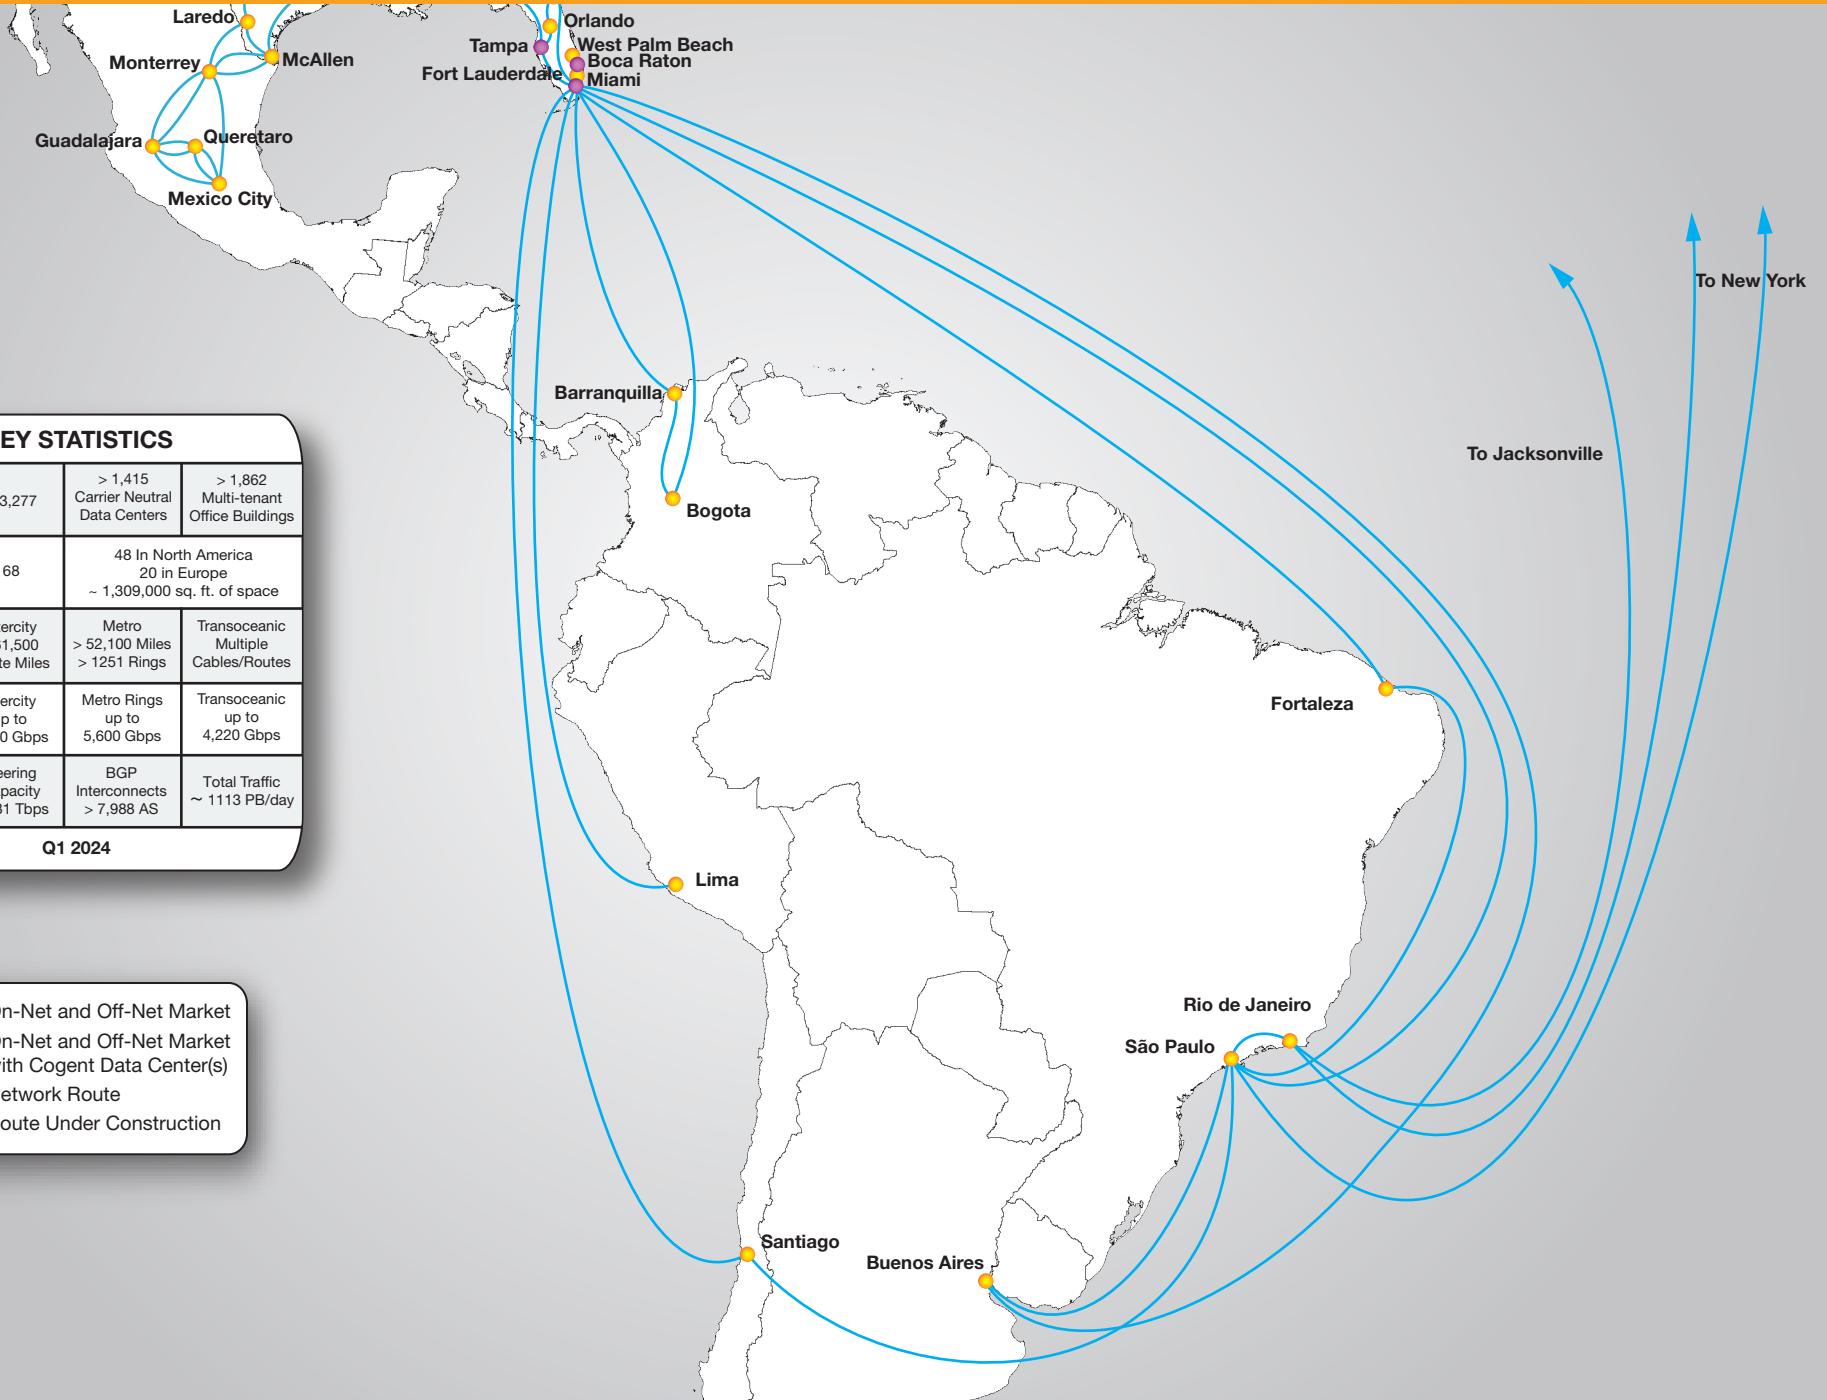 Laredo
Orlando
Tampa
West Palm Beach
Monterrey
McAllen
Boca Raton
Fort Lauderdale
Miami
Guadalajara
Queretaro
Mexico City
To New York
Barranquilla
To Jacksonville
Bogota
EY STATISTICS
3,277
> 1,415
Carrier Neutral
Data Centers
> 1,862
Multi-tenant
Office Buildings
68
48 In North America
20 in Europe
~ 1,309,000 sq. ft. of space
ercity
1,500
te Miles
Metro
> 52,100 Miles
> 1251 Rings
Transoceanic
Multiple
Cables/Routes
ercity
p to
0 Gbps
Metro Rings
up to
5,600 Gbps
Transoceanic
up to
4,220 Gbps
eering
pacity
31 Tbps
BGP
Interconnects
> 7,988 AS
Total Traffic
~ 1113 PB/day
Q1 2024
Fortaleza
Lima
n-Net and Off-Net Market
n-Net and Off-Net Market
ith Cogent Data Center(s)
etwork Route
oute Under Construction
Rio de Janeiro
São Paulo
Santiago
Buenos Aires